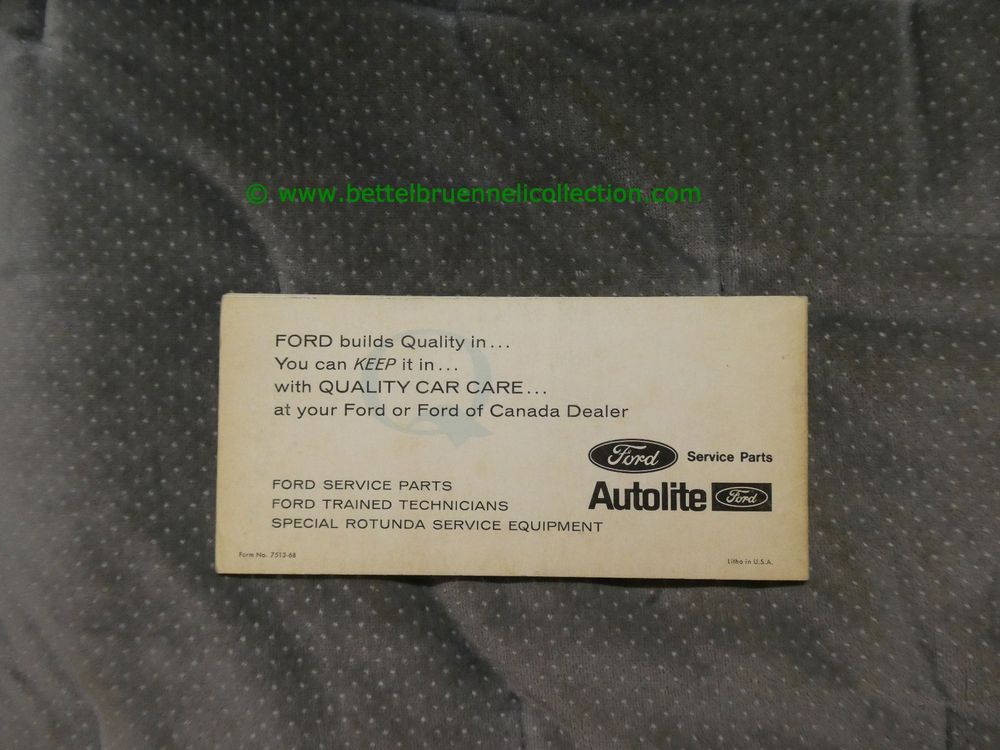 © www.bettelbruennelicollection.com
FORD builds Quality in...
You can KEEP it in...
with QUALITY CAR CARE...
at your Ford or Ford of Canada Dealer
Ford Service Parts
Autolite Ford
FORD SERVICE PARTS
FORD TRAINED TECHNICIANS
SPECIAL ROTUNDA SERVICE EQUIPMENT
Form No. 7513-68
Litho in U.S.A.